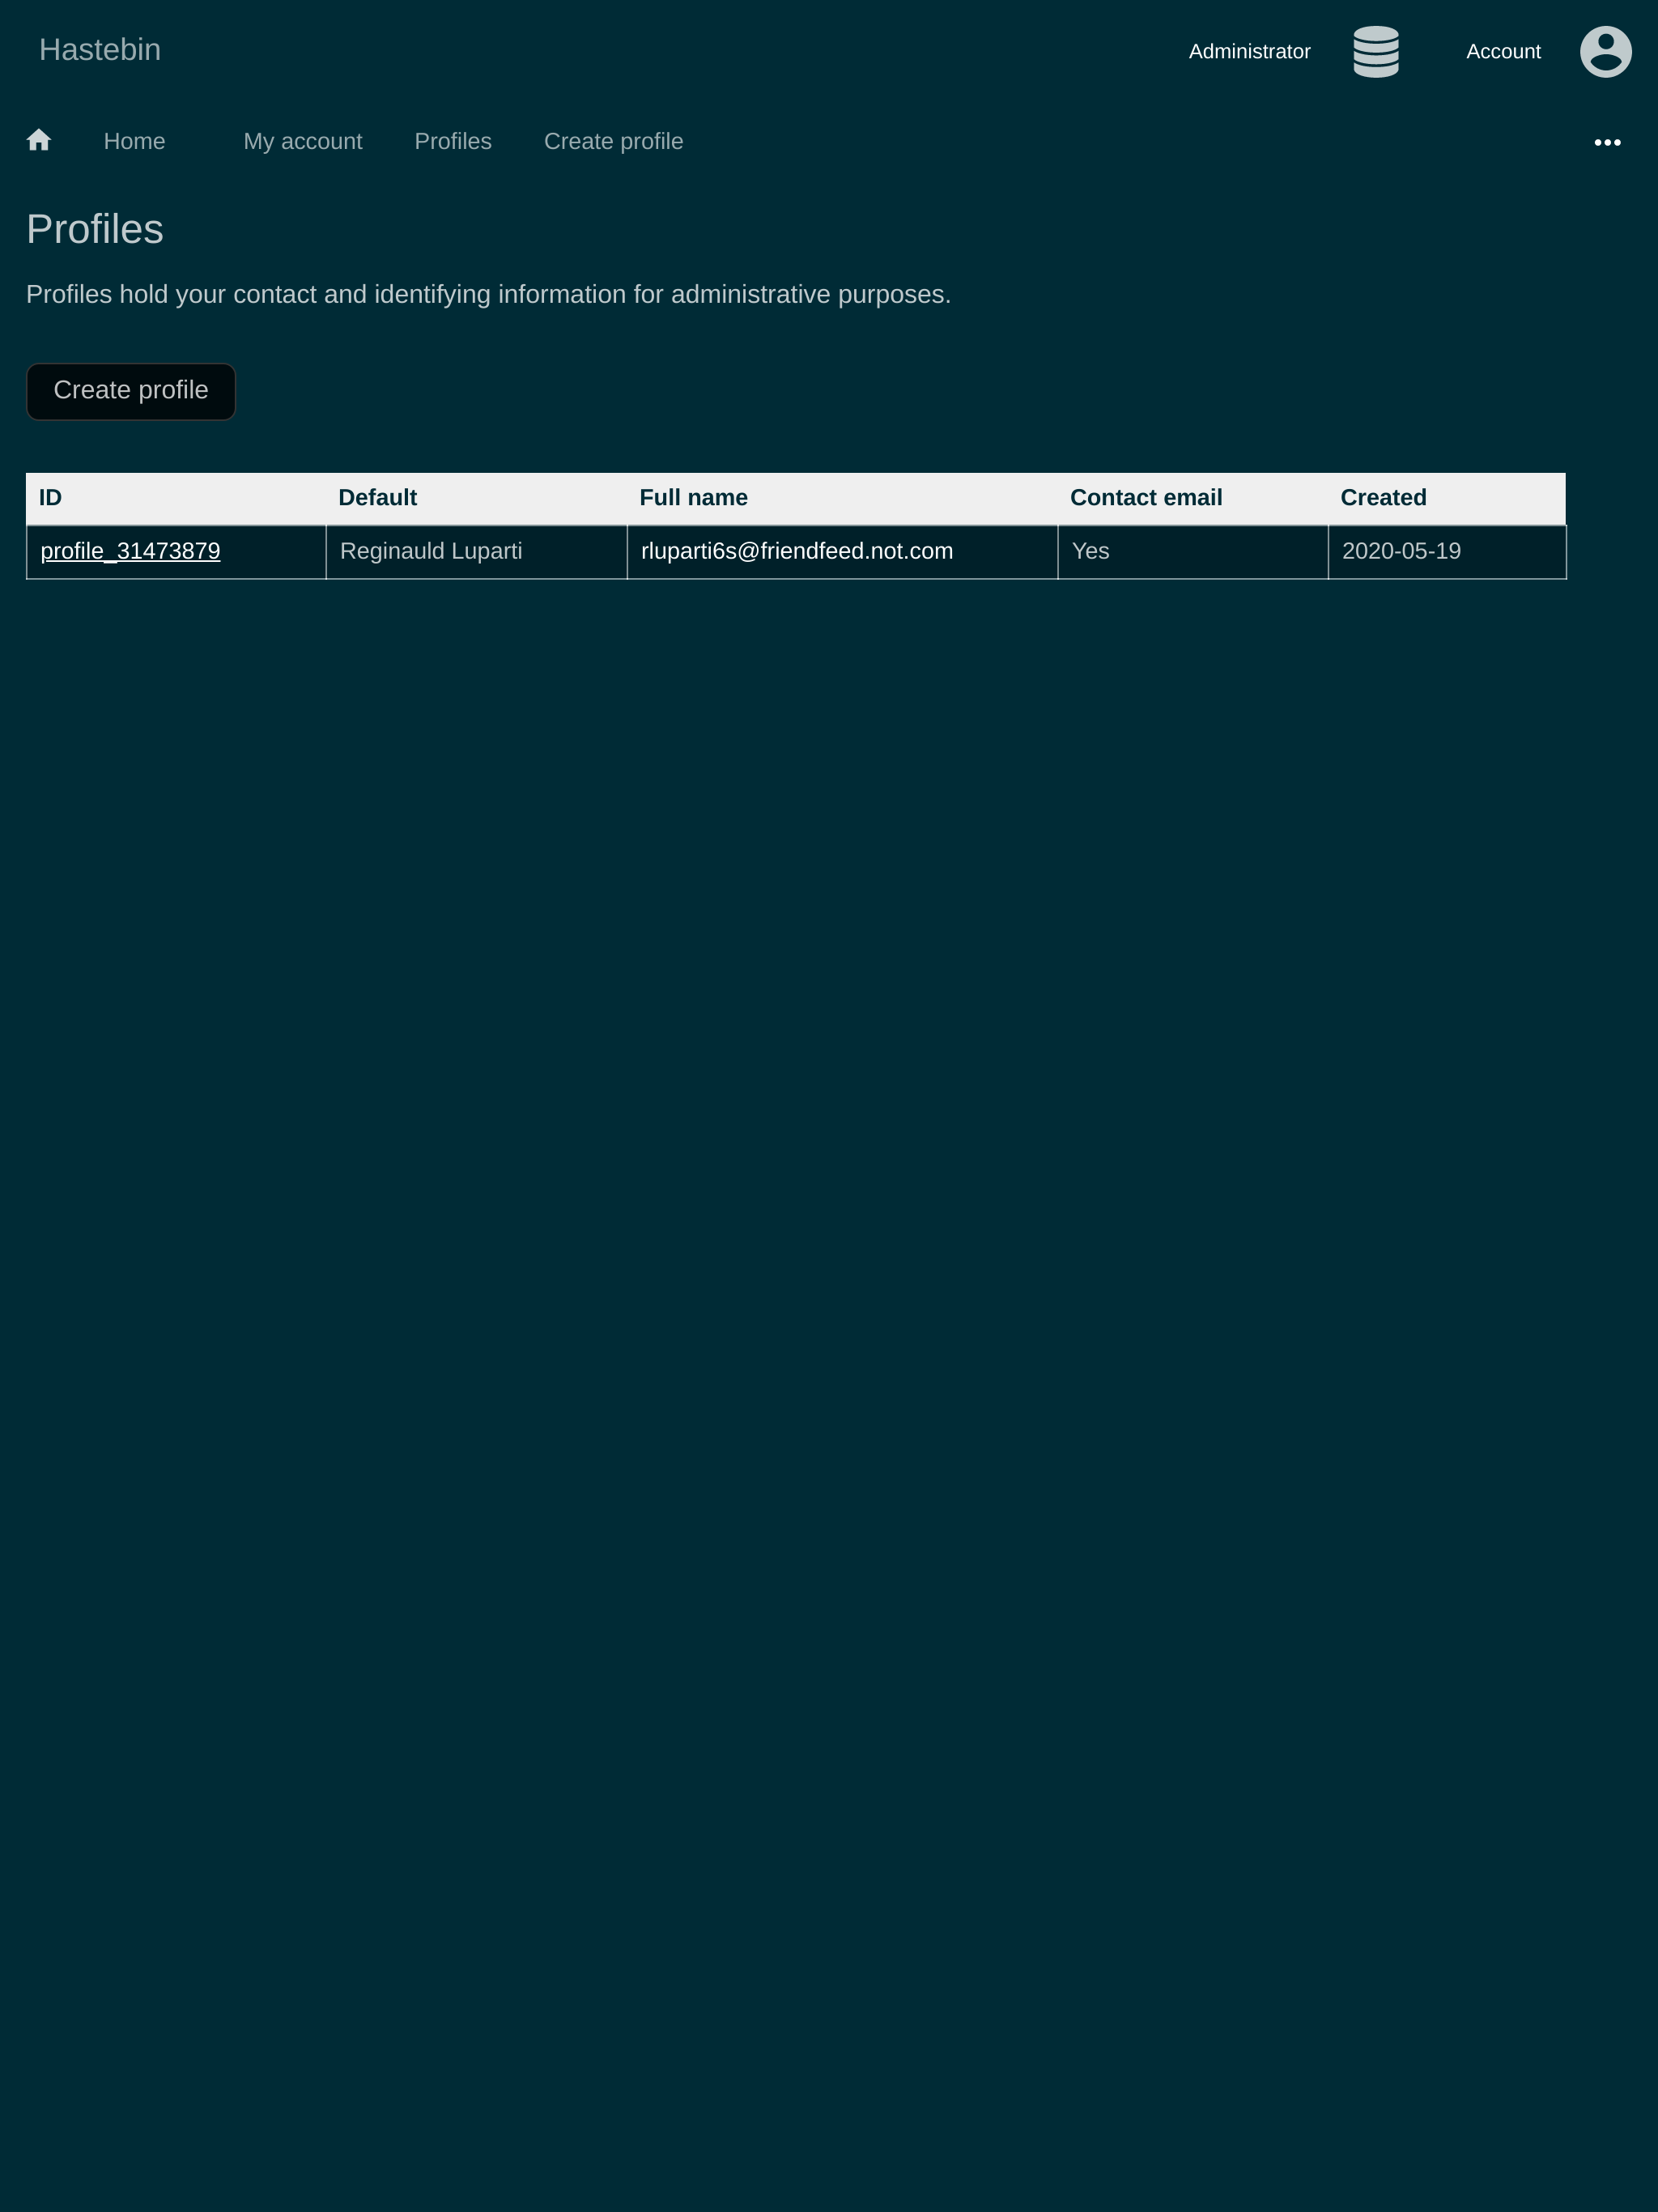 Hastebin
Administrator Account
Home My account Profiles Create profile
Profiles
Profiles hold your contact and identifying information for administrative purposes.
Create profile
ID Default Full name Contact email Created
profile_31473879 Reginauld Luparti rluparti6s@friendfeed.not.com Yes 2020-05-19